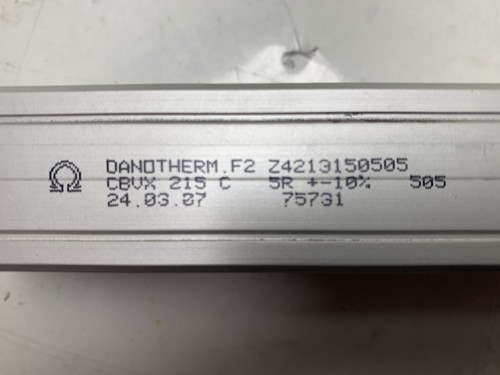 DANOTHERM.F2 Z4213150505
CBVX 215 C 5R +-10% 505
24.03.07 75731